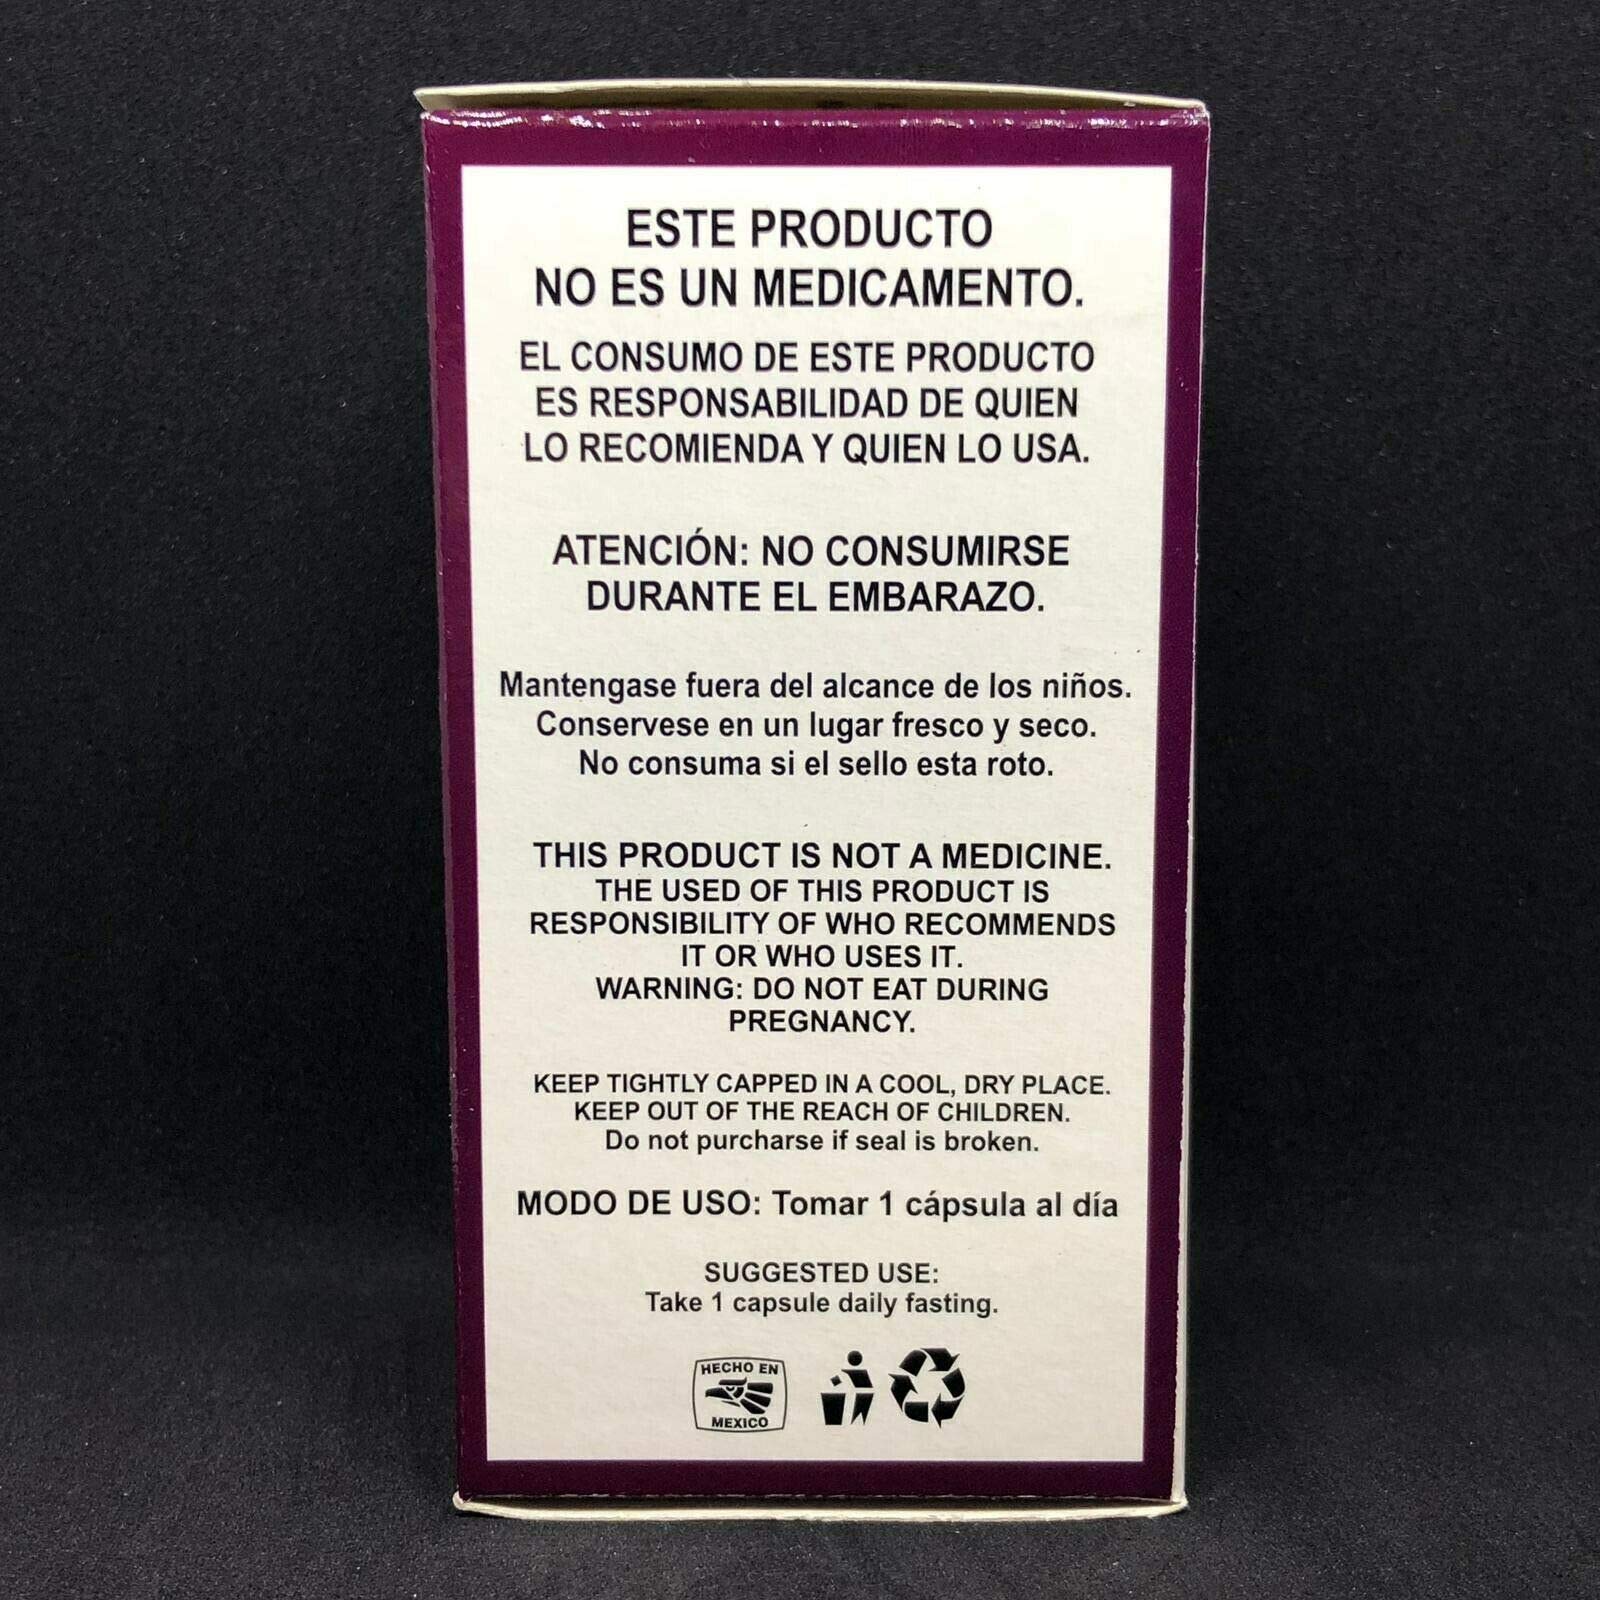 ESTE PRODUCTO
NO ES UN MEDICAMENTO.
EL CONSUMO DE ESTE PRODUCTO
ES RESPONSABILIDAD DE QUIEN
LO RECOMIENDA Y QUIEN LO USA.
ATENCIÓN: NO CONSUMIRSE
DURANTE EL EMBARAZO.
Mantengase fuera del alcance de los niños.
Conservese en un lugar fresco y seco.
No consuma si el sello esta roto.
THIS PRODUCT IS NOT A MEDICINE.
THE USED OF THIS PRODUCT IS
RESPONSIBILITY OF WHO RECOMMENDS
IT OR WHO USES IT.
WARNING: DO NOT EAT DURING
PREGNANCY.
KEEP TIGHTLY CAPPED IN A COOL, DRY PLACE.
KEEP OUT OF THE REACH OF CHILDREN.
Do not purcharse if seal is broken.
MODO DE USO: Tomar 1 cápsula al día
SUGGESTED USE:
Take 1 capsule daily fasting.
HECHO EN
MEXICO